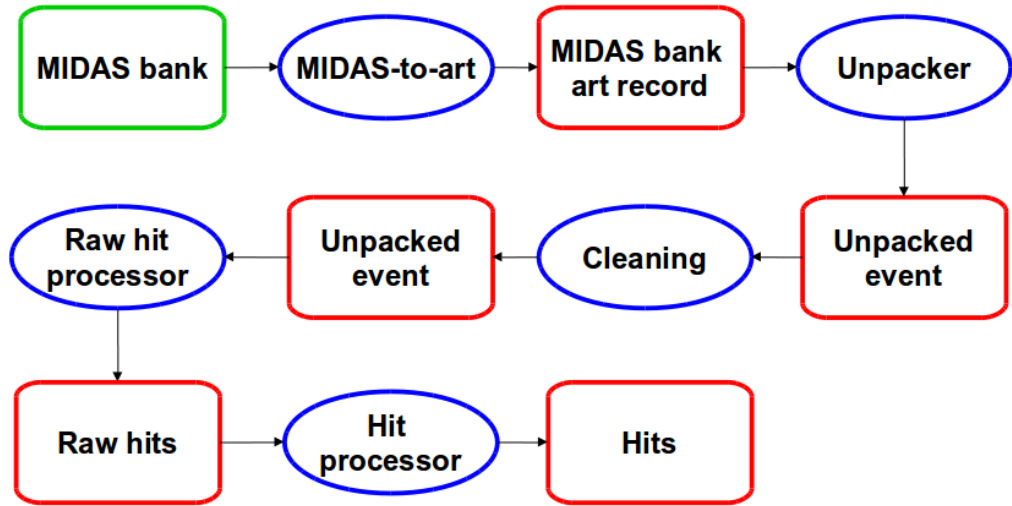 MIDAS bank
MIDAS-to-art
MIDAS bank
art record
Unpacker
Unpacked
event
Cleaning
Unpacked
event
Raw hit
processor
Raw hits
Hit
processor
Hits